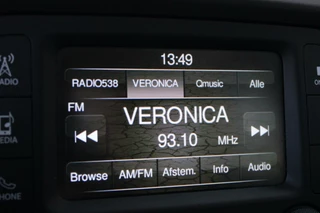 13:49
RADIO538 VERONICA Qmusic Alle
FM
VERONICA
93.10 MHz
Browse AM/FM Afstem. Info Audio